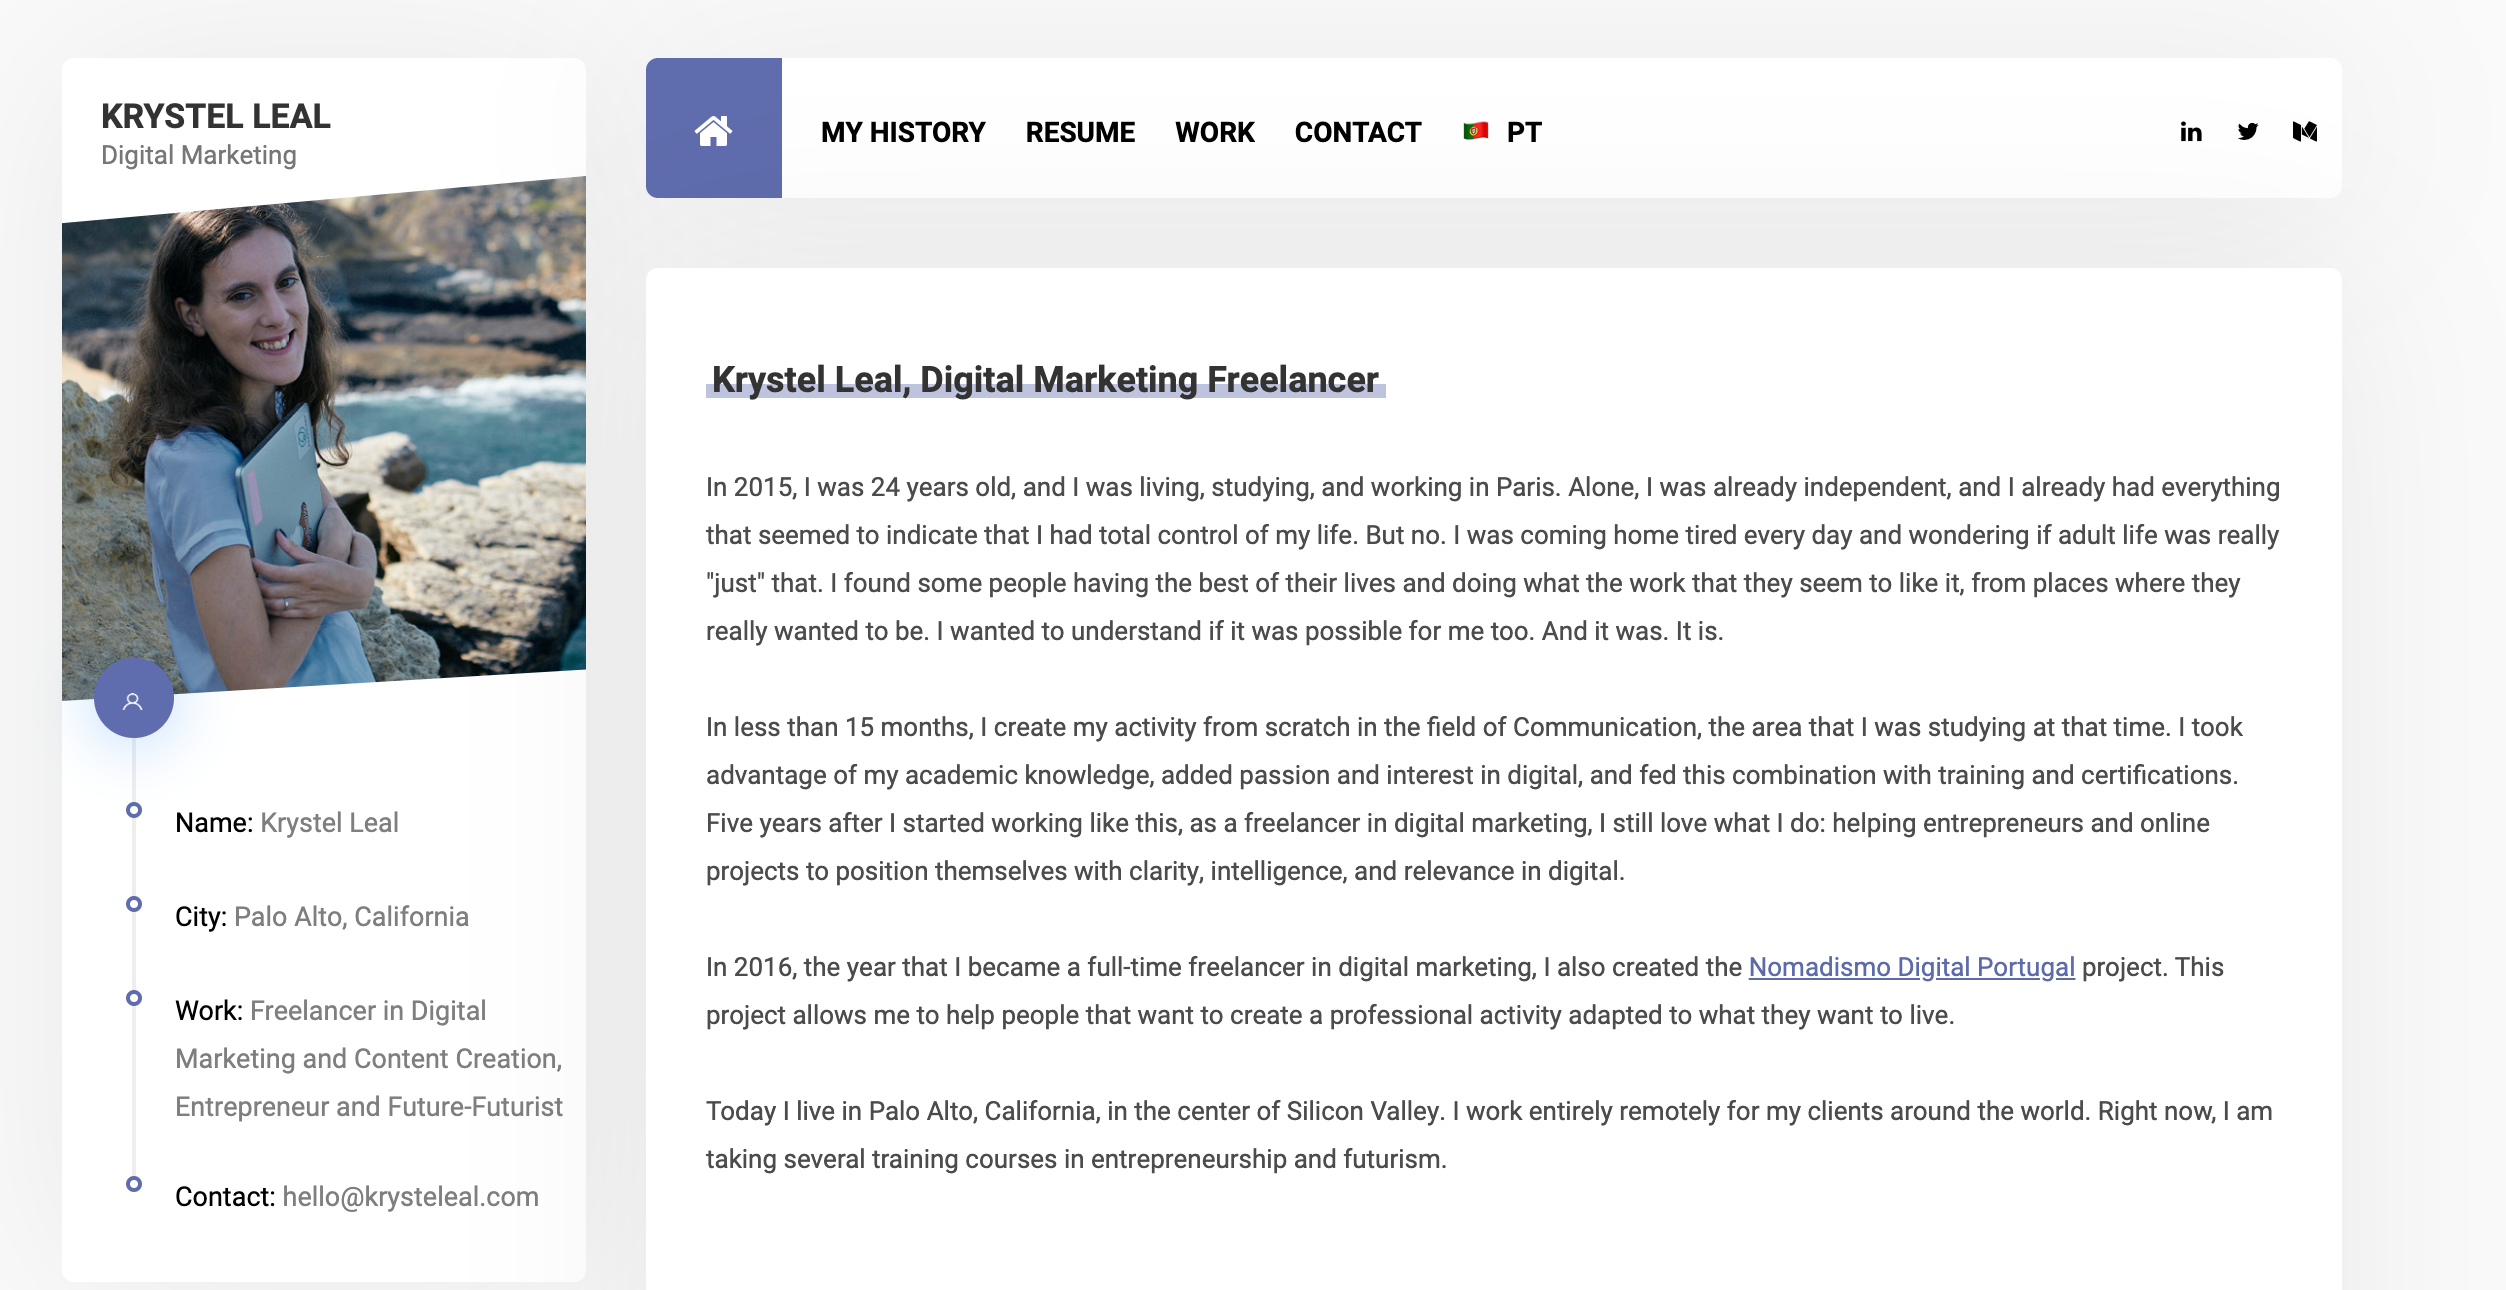 KRYSTEL LEAL
Digital Marketing
Name: Krystel Leal
City: Palo Alto, California
Work: Freelancer in Digital
Marketing and Content Creation,
Entrepreneur and Future-Futurist
Contact: hello@krysteleal.com
MY HISTORY RESUME WORK CONTACT 🇵🇹 PT
Krystel Leal, Digital Marketing Freelancer
In 2015, I was 24 years old, and I was living, studying, and working in Paris. Alone, I was already independent, and I already had everything
that seemed to indicate that I had total control of my life. But no. I was coming home tired every day and wondering if adult life was really
"just" that. I found some people having the best of their lives and doing what the work that they seem to like it, from places where they
really wanted to be. I wanted to understand if it was possible for me too. And it was. It is.
In less than 15 months, I create my activity from scratch in the field of Communication, the area that I was studying at that time. I took
advantage of my academic knowledge, added passion and interest in digital, and fed this combination with training and certifications.
Five years after I started working like this, as a freelancer in digital marketing, I still love what I do: helping entrepreneurs and online
projects to position themselves with clarity, intelligence, and relevance in digital.
In 2016, the year that I became a full-time freelancer in digital marketing, I also created the Nomadismo Digital Portugal project. This
project allows me to help people that want to create a professional activity adapted to what they want to live.
Today I live in Palo Alto, California, in the center of Silicon Valley. I work entirely remotely for my clients around the world. Right now, I am
taking several training courses in entrepreneurship and futurism.